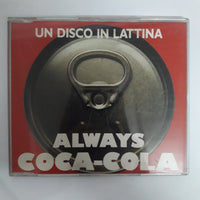 UN DISCO IN LATTINA
ALWAYS
COCA-COLA